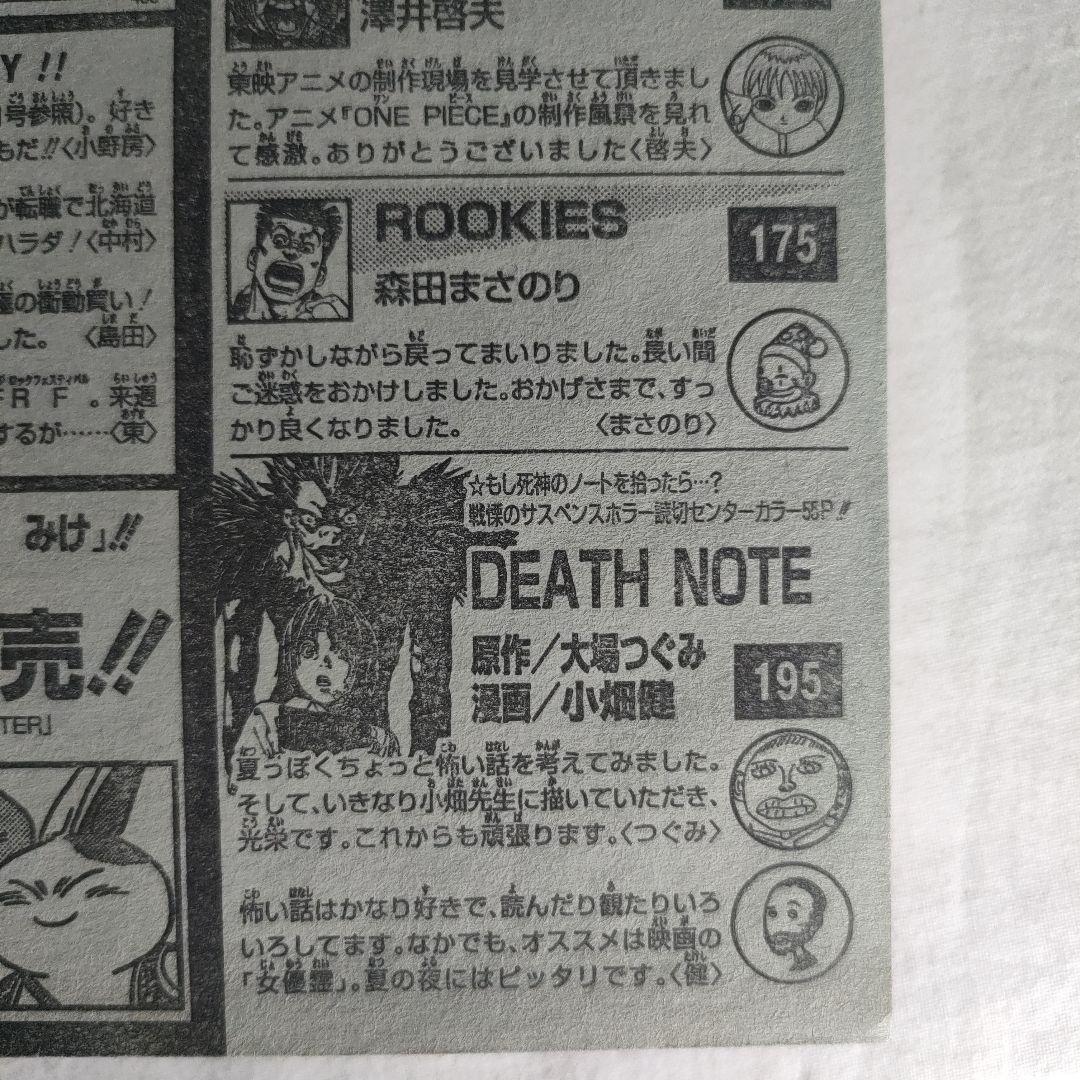 Y!!
号参照)。好き
もだ!!〈小野房〉
が転職で北海道
ハラダ!〈中村〉
の衝動買い!
した。〈島田〉
ロックフェスティバル
FRF。来週
するが……〈東〉
みけ」!!
売!!
TER」
澤井啓夫
東映アニメの制作現場を見学させて頂きまし
た。アニメ『ONE PIECE』の制作風景を見れ
て感激。ありがとうございました〈啓夫〉
ROOKIES
175
森田まさのり
恥ずかしながら戻ってまいりました。長い間
ご迷惑をおかけしました。おかげさまで、すっ
かり良くなりました。〈まさのり〉
☆もし死神のノートを拾ったら…?
戦慄のサスペンスホラー読切センターカラー55P!!
DEATH NOTE
原作/大場つぐみ
漫画/小畑健
195
夏っぽくちょっと怖い話を考えてみました。
そして、いきなり小畑先生に描いていただき、
光栄です。これからも頑張ります。〈つぐみ〉
怖い話はかなり好きで、読んだり観たりいろ
いろしてます。なかでも、オススメは映画の
「女優霊」。夏の夜にはピッタリです。〈健〉